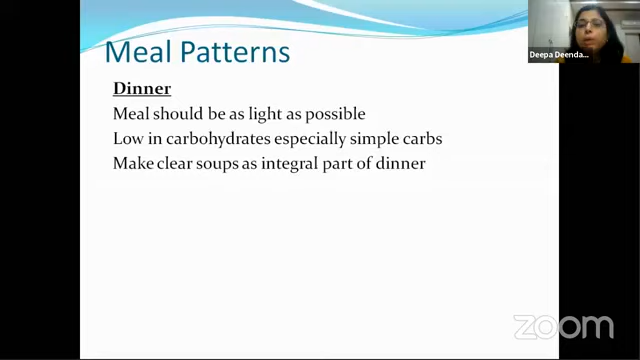 Meal Patterns
Deepa Deenda...
Dinner
Meal should be as light as possible
Low in carbohydrates especially simple carbs
Make clear soups as integral part of dinner
zoom